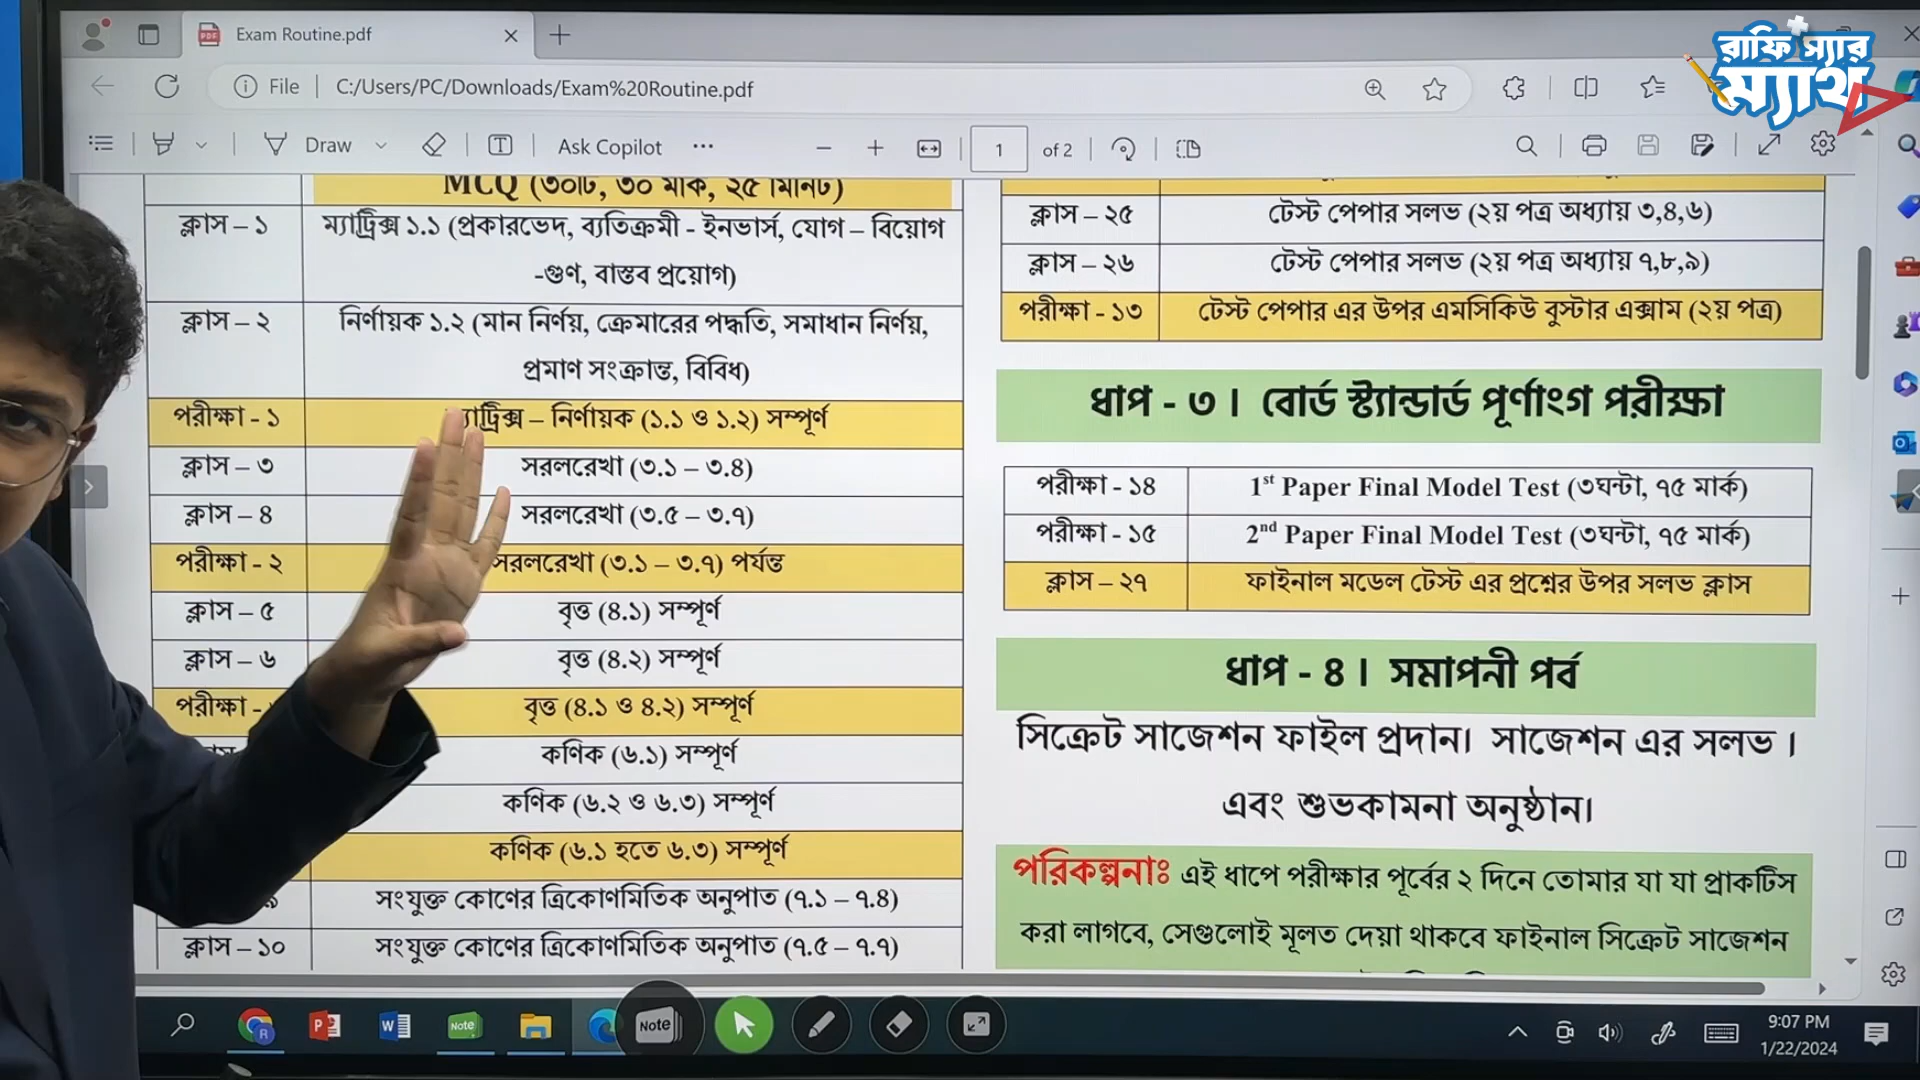 Exam Routine.pdf
রাফি স্যার
ম্যাথ
File
C:/Users/PC/Downloads/Exam%20Routine.pdf
Draw
Ask Copilot
1 of 2
MCQ (৩০টি, ৩০ মার্ক, ২৫ মিনিট)
ক্লাস – ১
ম্যাট্রিক্স ১.১ (প্রকারভেদ, ব্যতিক্রমী - ইনভার্স, যোগ – বিয়োগ
-গুণ, বাস্তব প্রয়োগ)
ক্লাস – ২
নির্ণায়ক ১.২ (মান নির্ণয়, ক্রেমারের পদ্ধতি, সমাধান নির্ণয়,
প্রমাণ সংক্রান্ত, বিবিধ)
পরীক্ষা - ১
ম্যাট্রিক্স – নির্ণায়ক (১.১ ও ১.২) সম্পূর্ণ
ক্লাস – ৩
সরলরেখা (৩.১ – ৩.৪)
ক্লাস – ৪
সরলরেখা (৩.৫ – ৩.৭)
পরীক্ষা - ২
সরলরেখা (৩.১ – ৩.৭) পর্যন্ত
ক্লাস – ৫
বৃত্ত (৪.১) সম্পূর্ণ
ক্লাস – ৬
বৃত্ত (৪.২) সম্পূর্ণ
পরীক্ষা -
বৃত্ত (৪.১ ও ৪.২) সম্পূর্ণ
কণিক (৬.১) সম্পূর্ণ
কণিক (৬.২ ও ৬.৩) সম্পূর্ণ
কণিক (৬.১ হতে ৬.৩) সম্পূর্ণ
সংযুক্ত কোণের ত্রিকোণমিতিক অনুপাত (৭.১ – ৭.৪)
ক্লাস – ১০
সংযুক্ত কোণের ত্রিকোণমিতিক অনুপাত (৭.৫ – ৭.৭)
ক্লাস – ২৫
টেস্ট পেপার সলভ (২য় পত্র অধ্যায় ৩,৪,৬)
ক্লাস – ২৬
টেস্ট পেপার সলভ (২য় পত্র অধ্যায় ৭,৮,৯)
পরীক্ষা - ১৩
টেস্ট পেপার এর উপর এমসিকিউ বুস্টার এক্সাম (২য় পত্র)
ধাপ - ৩ । বোর্ড স্ট্যান্ডার্ড পূর্ণাংগ পরীক্ষা
পরীক্ষা - ১৪
1st Paper Final Model Test (৩ঘন্টা, ৭৫ মার্ক)
পরীক্ষা - ১৫
2nd Paper Final Model Test (৩ঘন্টা, ৭৫ মার্ক)
ক্লাস – ২৭
ফাইনাল মডেল টেস্ট এর প্রশ্নের উপর সলভ ক্লাস
ধাপ - ৪ । সমাপনী পর্ব
সিক্রেট সাজেশন ফাইল প্রদান। সাজেশন এর সলভ ।
এবং শুভকামনা অনুষ্ঠান।
পরিকল্পনাঃ এই ধাপে পরীক্ষার পূর্বের ২ দিনে তোমার যা যা প্রাকটিস
করা লাগবে, সেগুলোই মূলত দেয়া থাকবে ফাইনাল সিক্রেট সাজেশন
Note
Note
9:07 PM
1/22/2024